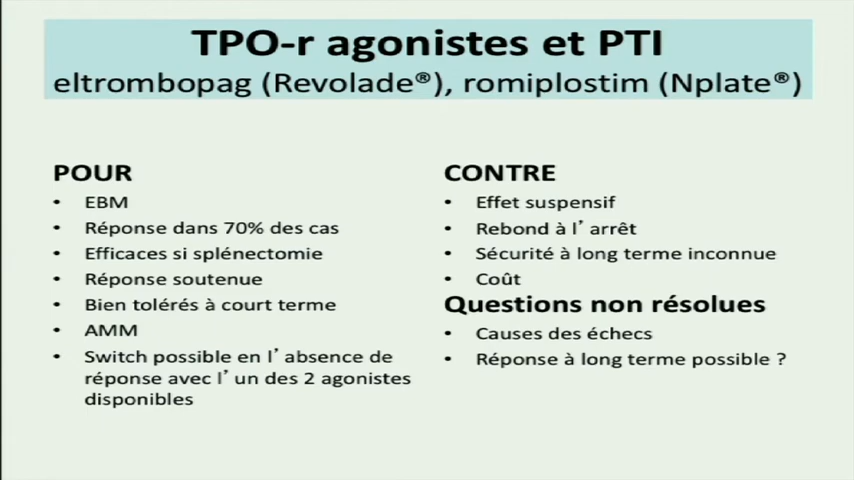 TPO-r agonistes et PTI
eltrombopag (Revolade®), romiplostim (Nplate®)
POUR
• EBM
• Réponse dans 70% des cas
• Efficaces si splénectomie
• Réponse soutenue
• Bien tolérés à court terme
• AMM
• Switch possible en l’absence de
réponse avec l’un des 2 agonistes
disponibles
CONTRE
• Effet suspensif
• Rebond à l’arrêt
• Sécurité à long terme inconnue
• Coût
Questions non résolues
• Causes des échecs
• Réponse à long terme possible ?